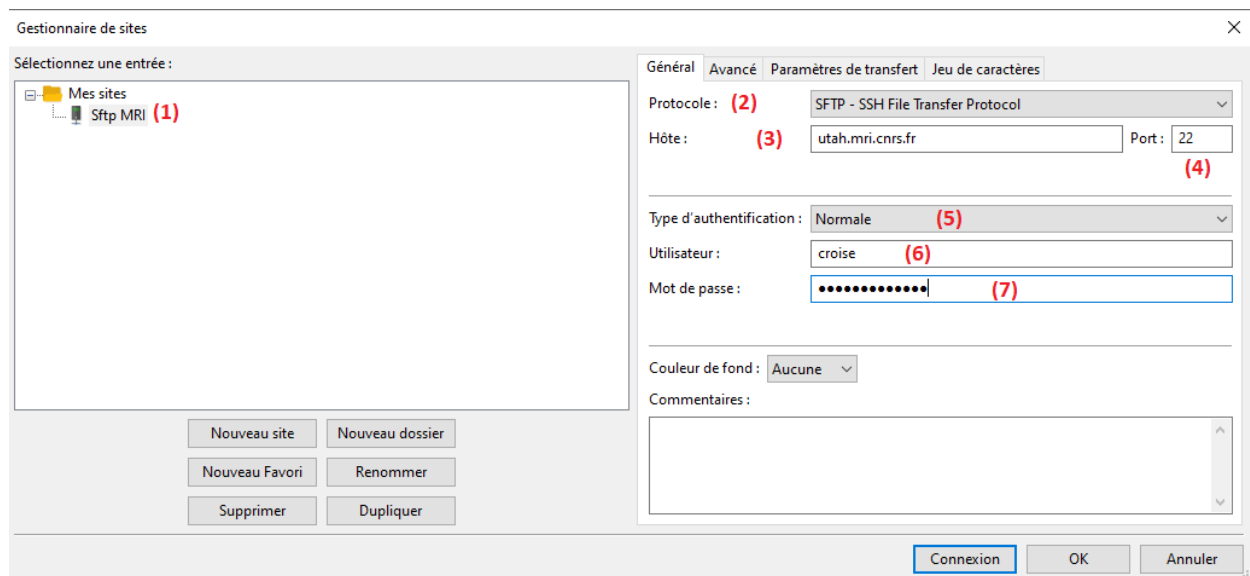 Gestionnaire de sites
Sélectionnez une entrée :
Mes sites
Sftp MRI (1)
Nouveau site Nouveau dossier
Nouveau Favori Renommer
Supprimer Dupliquer
Général Avancé Paramètres de transfert Jeu de caractères
Protocole : (2) SFTP - SSH File Transfer Protocol
Hôte : (3) utah.mri.cnrs.fr Port : 22
(4)
Type d'authentification : Normale (5)
Utilisateur : croise (6)
Mot de passe : ●●●●●●●●●●●●● (7)
Couleur de fond : Aucune
Commentaires :
Connexion OK Annuler